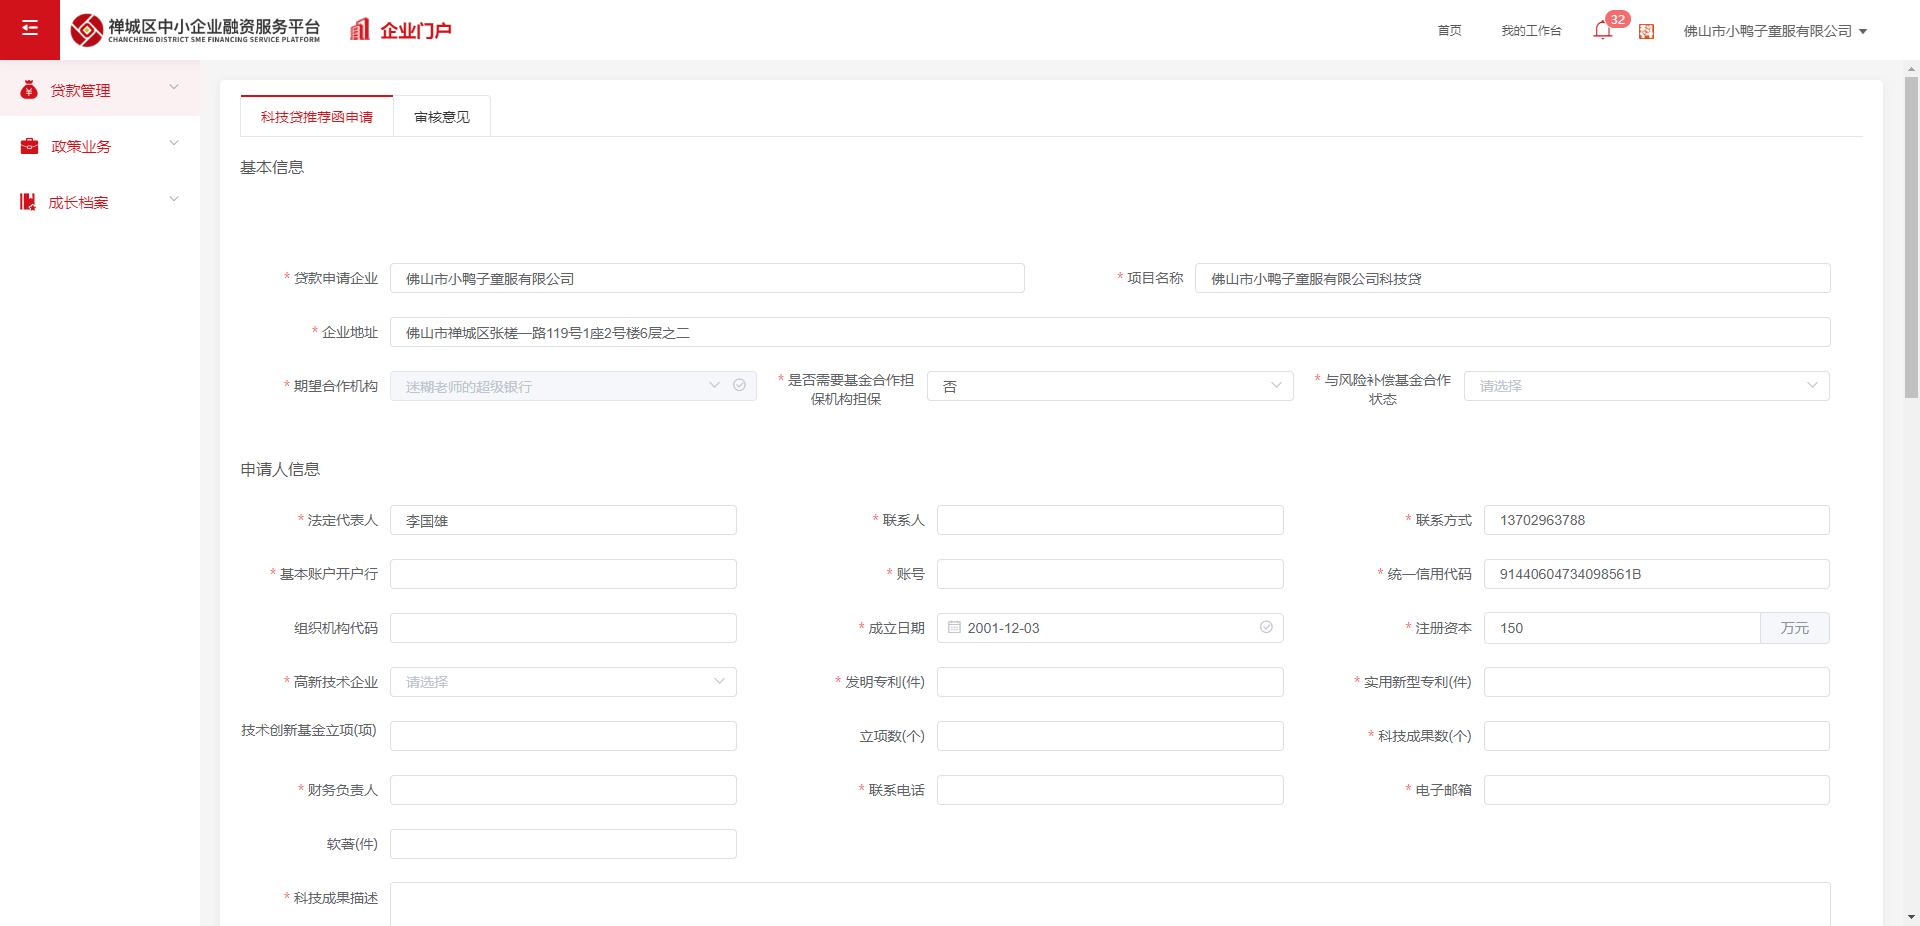 禅城区中小企业融资服务平台
CHANCHENG DISTRICT SME FINANCING SERVICE PLATFORM
企业门户
首页
我的工作台
32
佛山市小鸭子童服有限公司
贷款管理
政策业务
成长档案
科技贷推荐函申请
审核意见
基本信息
* 贷款申请企业
佛山市小鸭子童服有限公司
* 项目名称
佛山市小鸭子童服有限公司科技贷
* 企业地址
佛山市禅城区张槎一路119号1座2号楼6层之二
* 期望合作机构
迷糊老师的超级银行
* 是否需要基金合作担
保机构担保
否
* 与风险补偿基金合作
状态
请选择
申请人信息
* 法定代表人
李国雄
* 联系人
* 联系方式
13702963788
* 基本账户开户行
* 账号
* 统一信用代码
91440604734098561B
组织机构代码
* 成立日期
2001-12-03
* 注册资本
150
万元
* 高新技术企业
请选择
* 发明专利(件)
* 实用新型专利(件)
技术创新基金立项(项)
立项数(个)
* 科技成果数(个)
* 财务负责人
* 联系电话
* 电子邮箱
软著(件)
* 科技成果描述